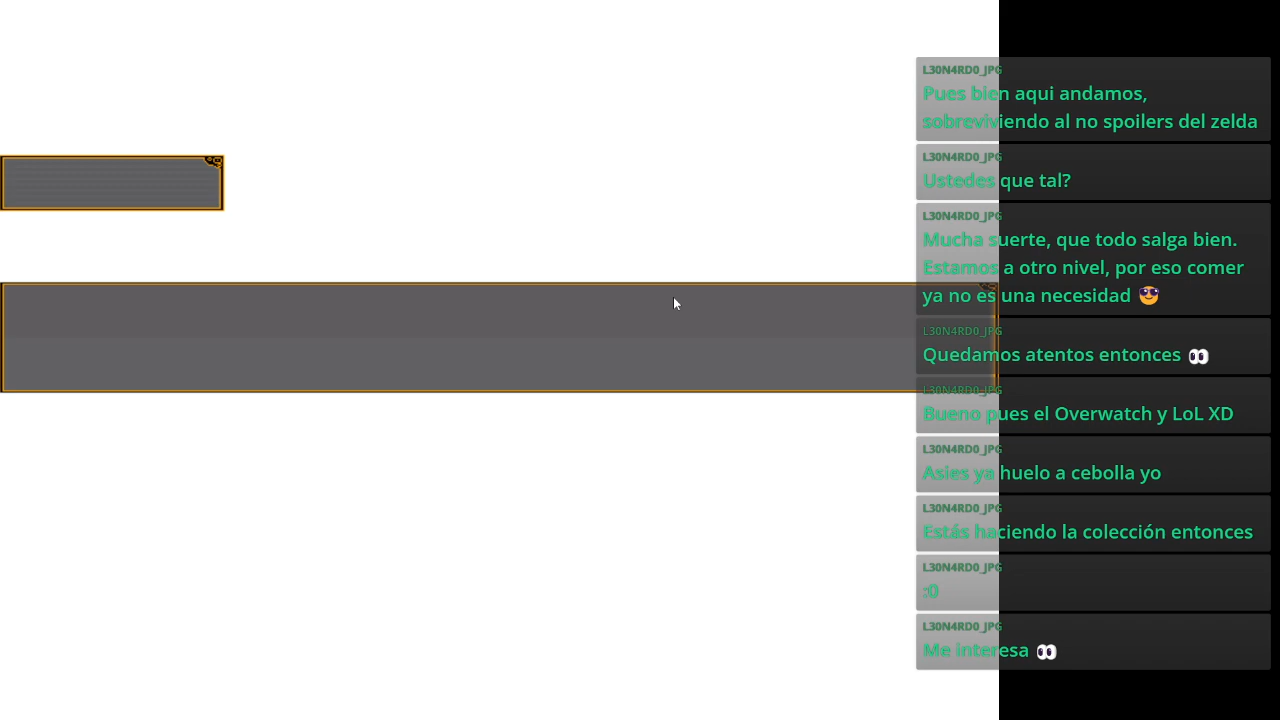 L30N4RD0_JPG
Pues bien aqui andamos,
sobreviviendo al no spoilers del zelda
L30N4RD0_JPG
Ustedes que tal?
L30N4RD0_JPG
Mucha suerte, que todo salga bien.
Estamos a otro nivel, por eso comer
ya no es una necesidad 😎
L30N4RD0_JPG
Quedamos atentos entonces 👀
L30N4RD0_JPG
Bueno pues el Overwatch y LoL XD
L30N4RD0_JPG
Asies ya huelo a cebolla yo
L30N4RD0_JPG
Estás haciendo la colección entonces
L30N4RD0_JPG
:0
L30N4RD0_JPG
Me interesa 👀